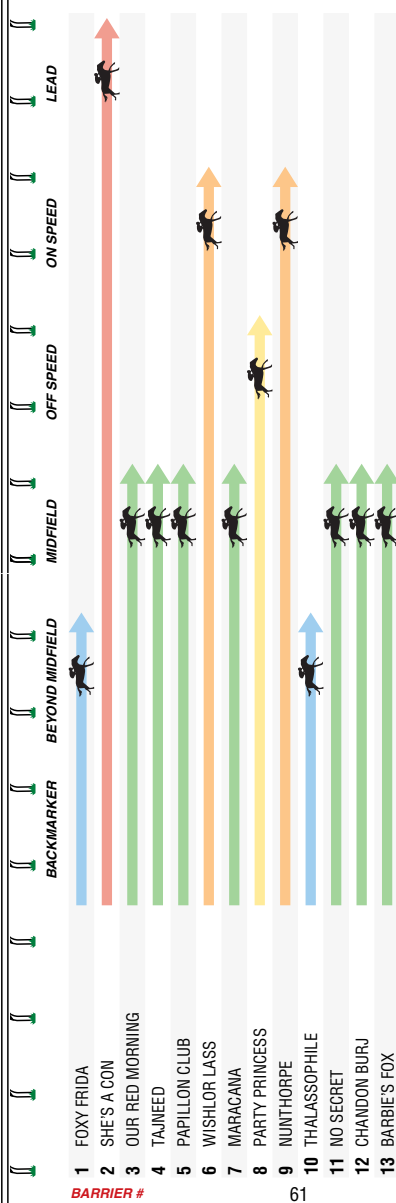 BACKMARKER
BEYOND MIDFIELD
MIDFIELD
OFF SPEED
ON SPEED
LEAD
1 FOXY FRIDA
2 SHE'S A CON
3 OUR RED MORNING
4 TAJNEED
5 PAPILLON CLUB
6 WISHLOR LASS
7 MARACANA
8 PARTY PRINCESS
9 NUNTHORPE
10 THALASSOPHILE
11 NO SECRET
12 CHANDON BURJ
13 BARBIE'S FOX
BARRIER #
61